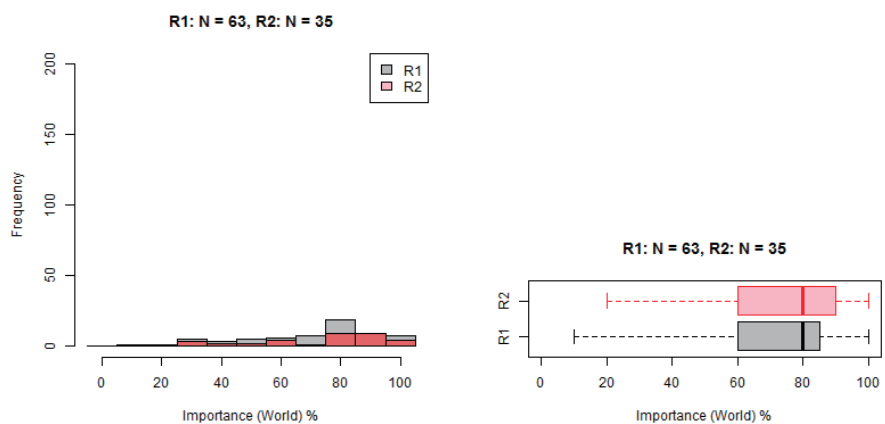 R1: N = 63, R2: N = 35
200
150
100
50
0
Frequency
R1
R2
0 20 40 60 80 100
Importance (World) %
R1: N = 63, R2: N = 35
R2
R1
0 20 40 60 80 100
Importance (World) %